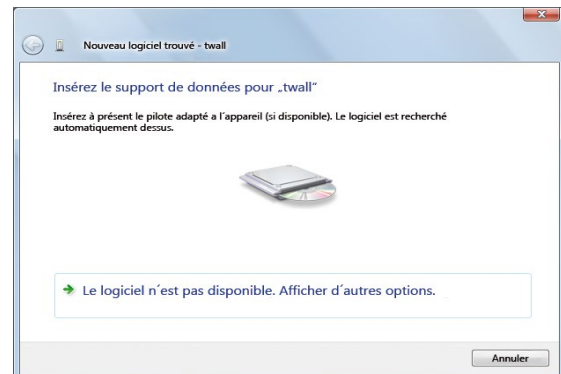 Nouveau logiciel trouvé - twall
Insérez le support de données pour „twall“
Insérez à présent le pilote adapté a l´appareil (si disponible). Le logiciel est recherché
automatiquement dessus.
Le logiciel n´est pas disponible. Afficher d´autres options.
Annuler